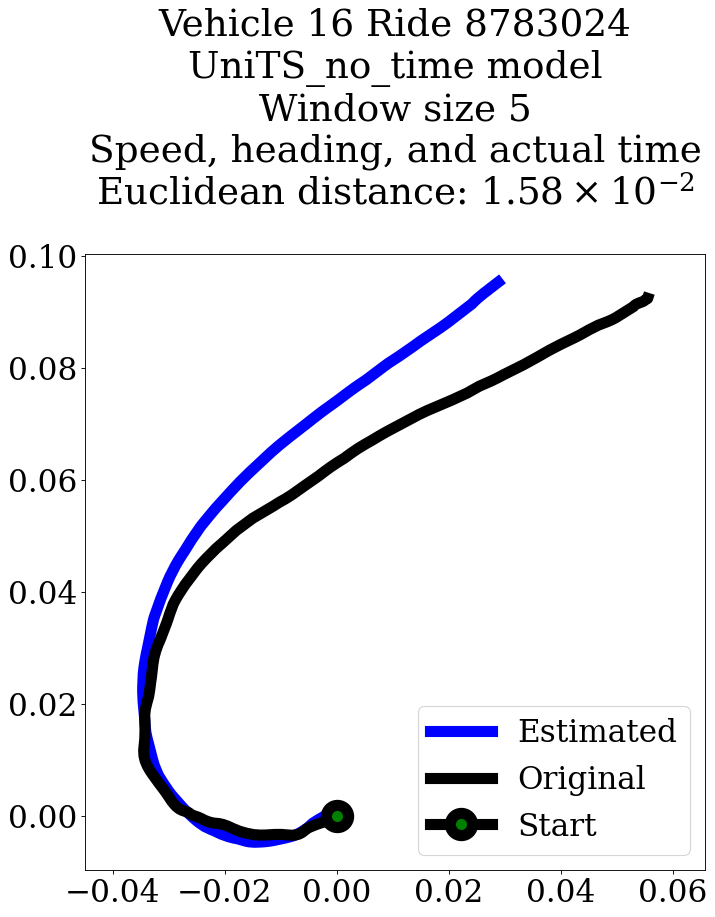 Vehicle 16 Ride 8783024
UniTS_no_time model
Window size 5
Speed, heading, and actual time
Euclidean distance: 1.58 × 10⁻²
0.10
0.08
0.06
0.04
0.02
0.00
Estimated
Original
Start
−0.04 −0.02 0.00 0.02 0.04 0.06